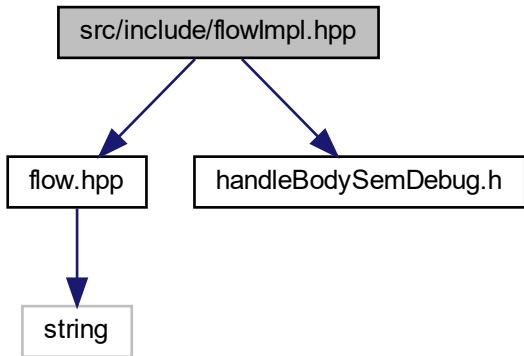 src/include/flowImpl.hpp
flow.hpp
handleBodySemDebug.h
string